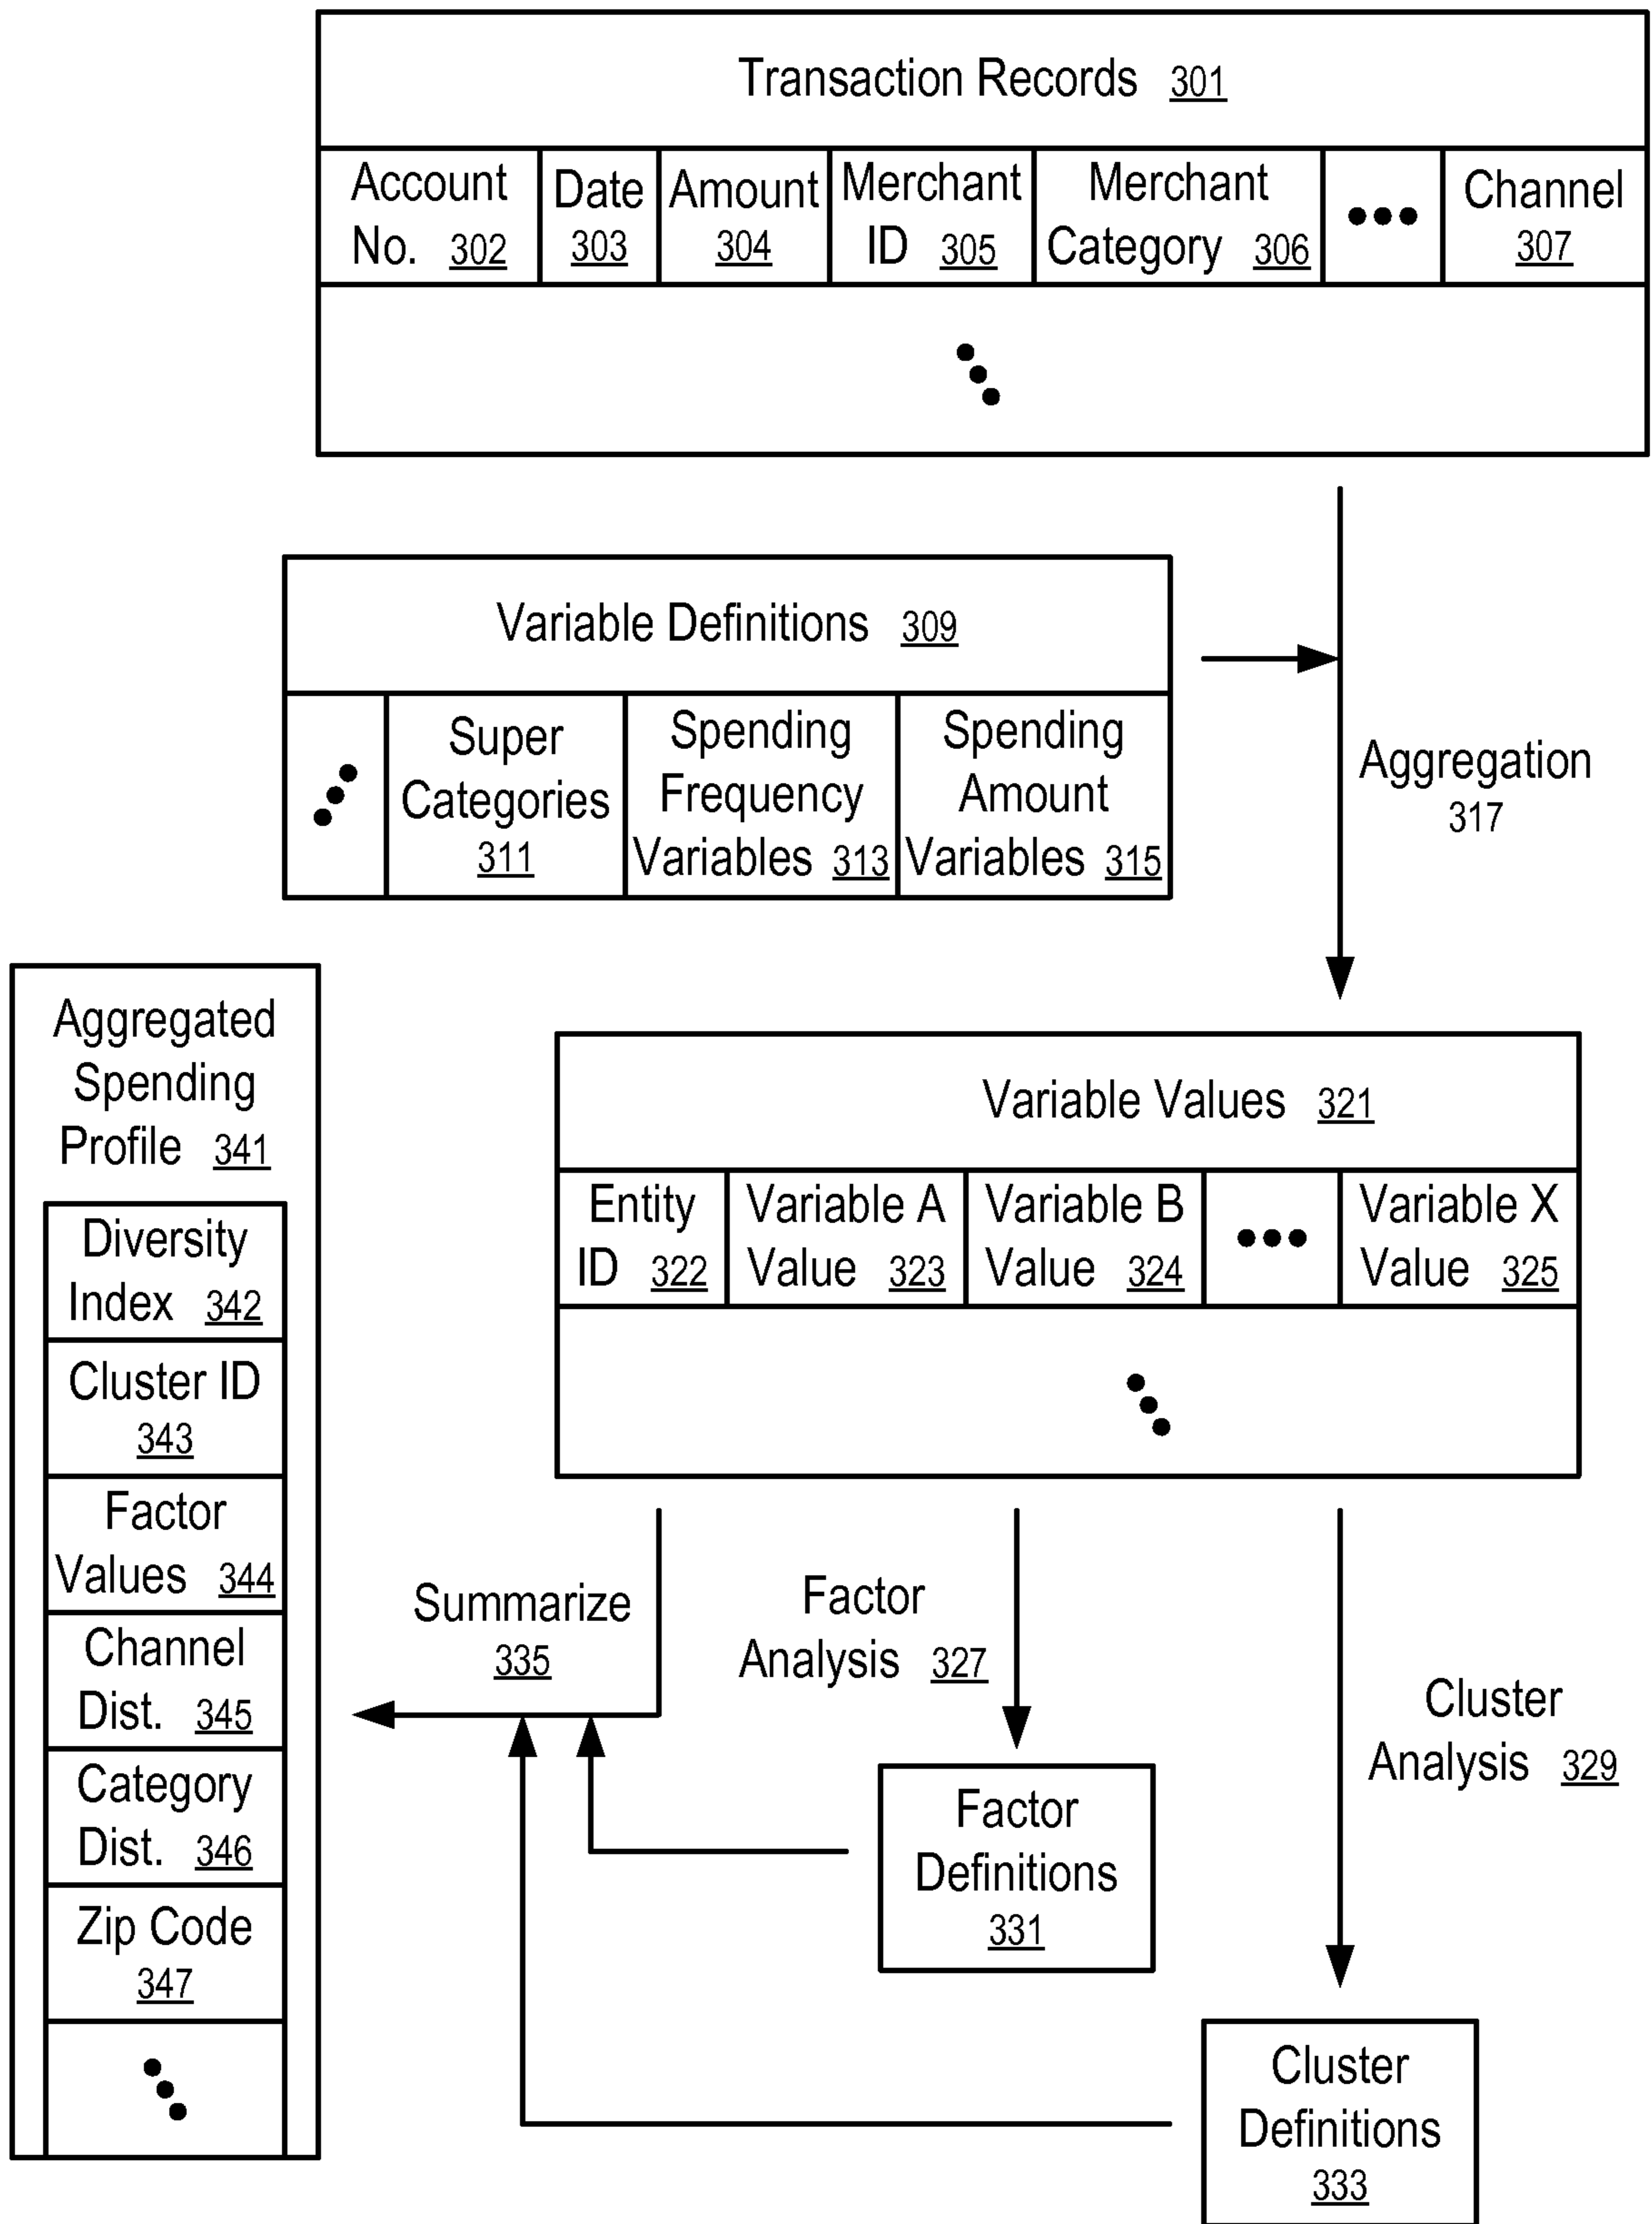 Transaction Records 301
Account
No. 302
Date
303
Amount
304
Merchant
ID 305
Merchant
Category 306
Channel
307
Variable Definitions 309
Super
Categories
311
Spending
Frequency
Variables 313
Spending
Amount
Variables 315
Aggregation
317
Aggregated
Spending
Profile 341
Diversity
Index 342
Cluster ID
343
Factor
Values 344
Channel
Dist. 345
Category
Dist. 346
Zip Code
347
Variable Values 321
Entity
ID 322
Variable A
Value 323
Variable B
Value 324
Variable X
Value 325
Summarize
335
Factor
Analysis 327
Cluster
Analysis 329
Factor
Definitions
331
Cluster
Definitions
333